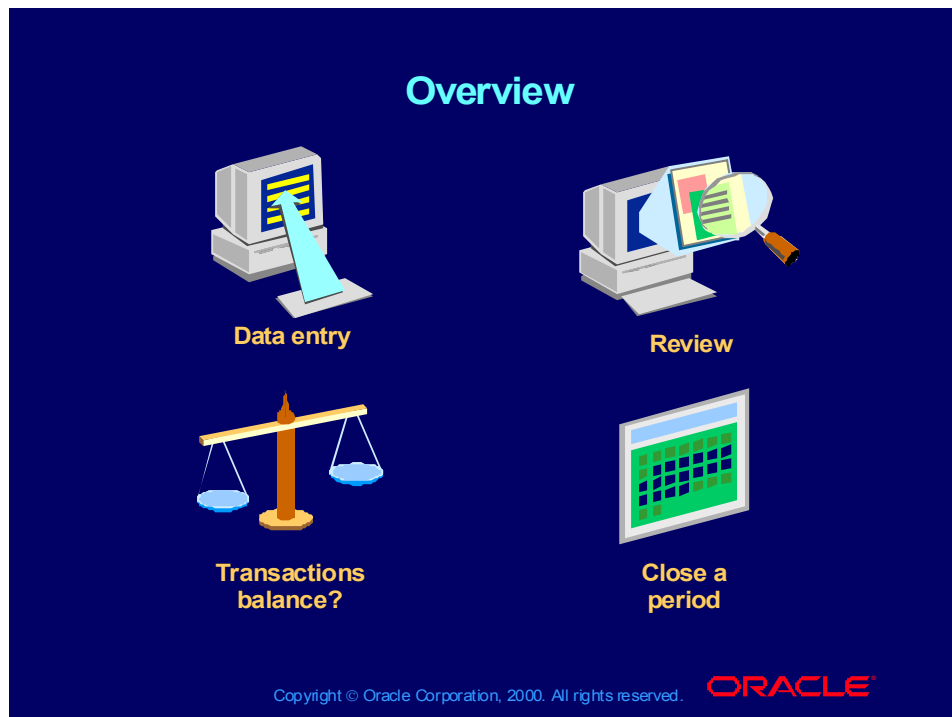 Overview
Data entry
Review
Transactions
balance?
Close a
period
Copyright © Oracle Corporation, 2000. All rights reserved.
ORACLE®